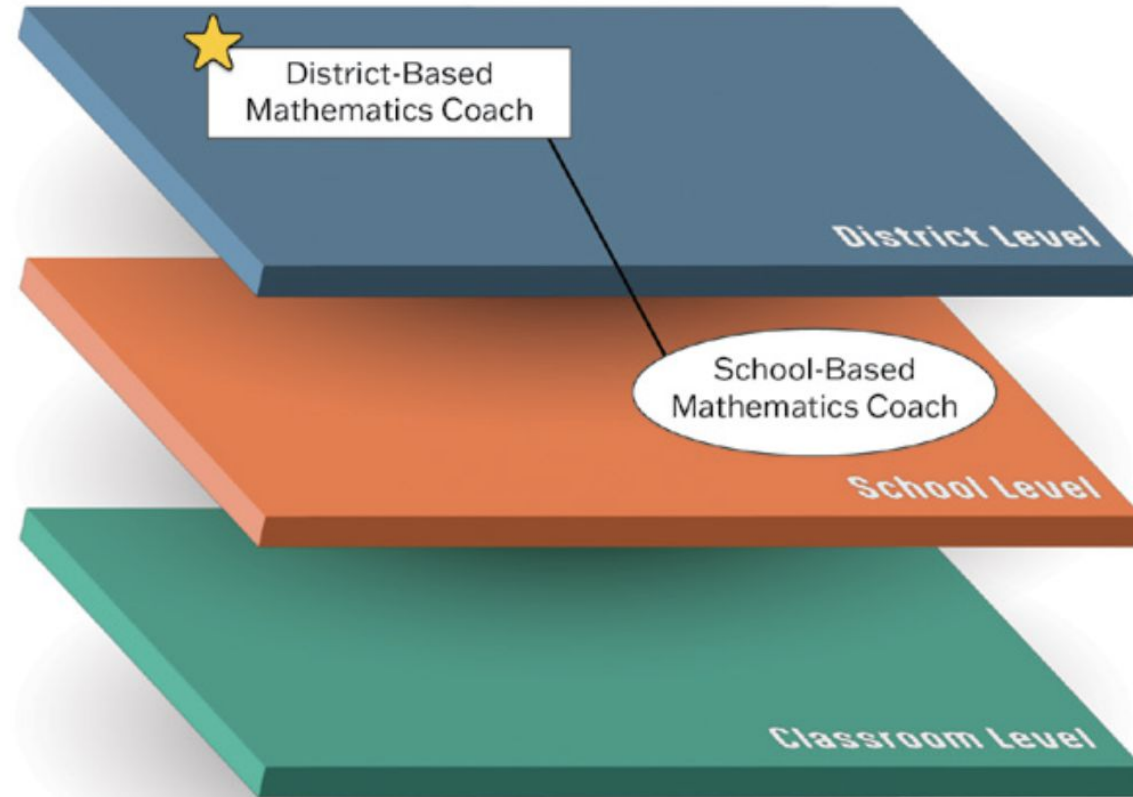 District-Based
Mathematics Coach
District Level
School-Based
Mathematics Coach
School Level
Classroom Level